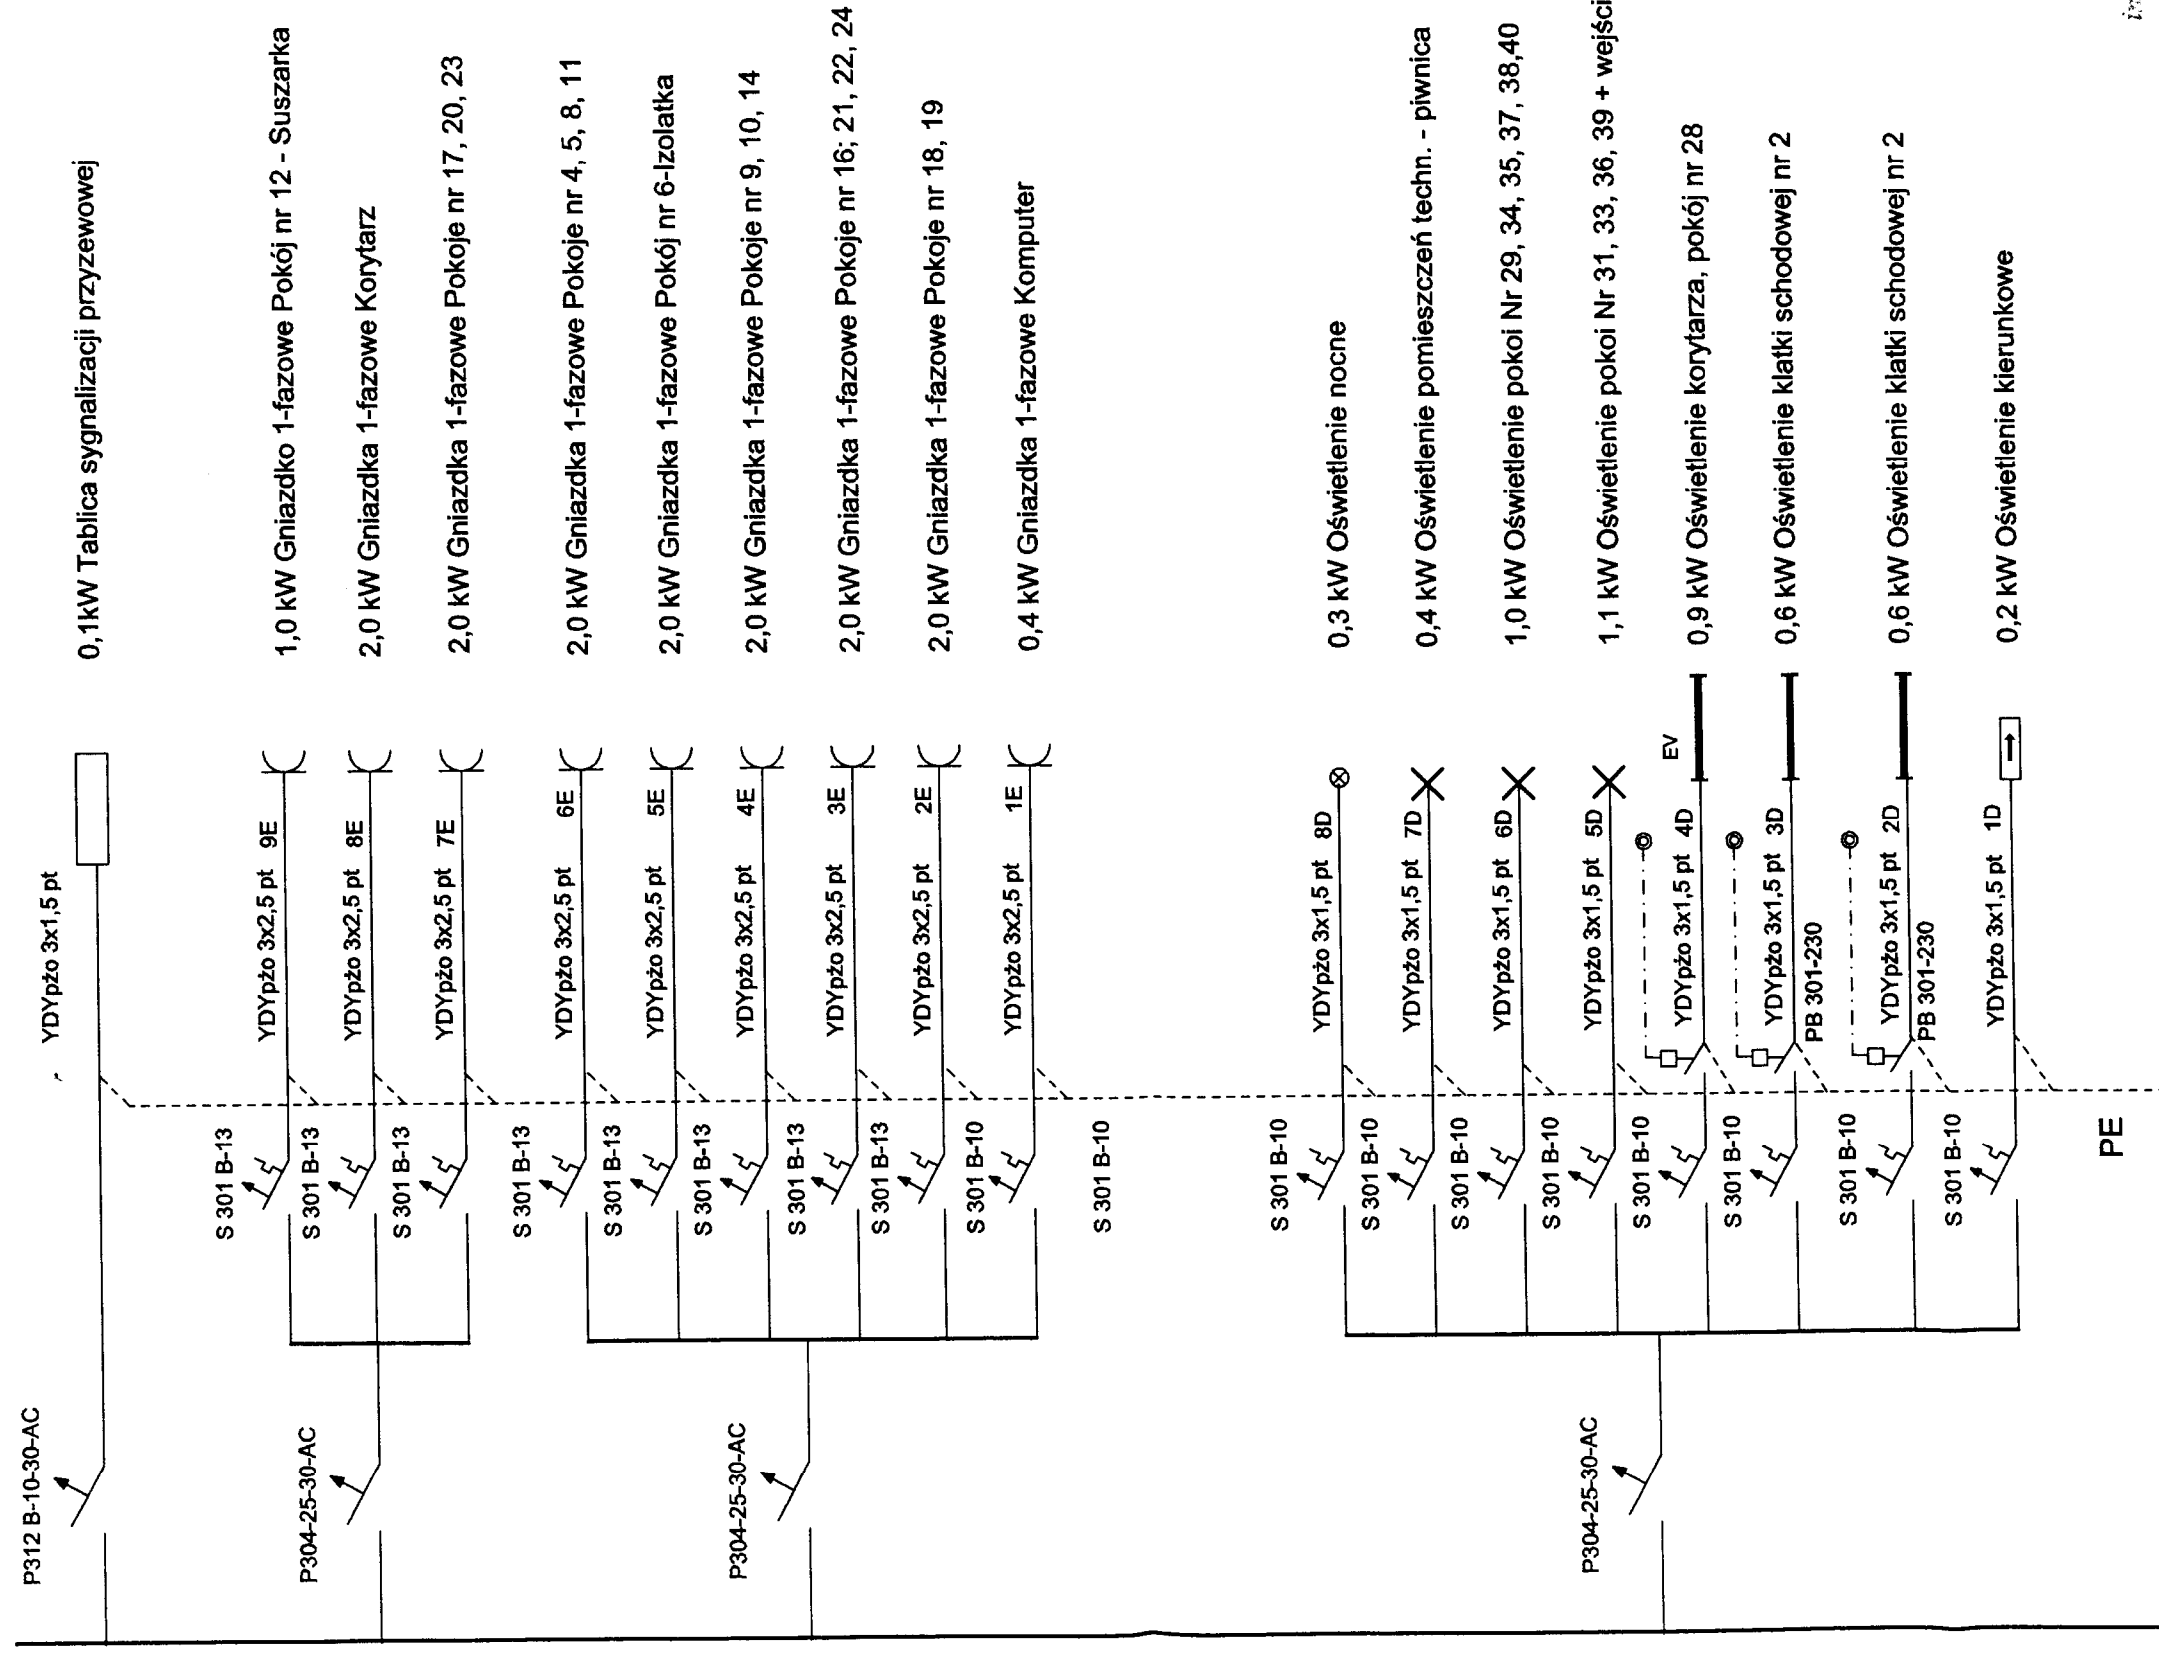 P312 B-10-30-AC
YDYpżo 3x1,5 pt
0,1kW Tablica sygnalizacji przyzewowej
P304-25-30-AC
S 301 B-13
YDYpżo 3x2,5 pt 9E
1,0 kW Gniazdko 1-fazowe Pokój nr 12 - Suszarka
S 301 B-13
YDYpżo 3x2,5 pt 8E
2,0 kW Gniazdka 1-fazowe Korytarz
S 301 B-13
YDYpżo 3x2,5 pt 7E
2,0 kW Gniazdka 1-fazowe Pokoje nr 17, 20, 23
P304-25-30-AC
S 301 B-13
YDYpżo 3x2,5 pt 6E
2,0 kW Gniazdka 1-fazowe Pokoje nr 4, 5, 8, 11
S 301 B-13
YDYpżo 3x2,5 pt 5E
2,0 kW Gniazdka 1-fazowe Pokój nr 6-Izolatka
S 301 B-13
YDYpżo 3x2,5 pt 4E
2,0 kW Gniazdka 1-fazowe Pokoje nr 9, 10, 14
S 301 B-13
YDYpżo 3x2,5 pt 3E
2,0 kW Gniazdka 1-fazowe Pokoje nr 16; 21, 22, 24
S 301 B-13
YDYpżo 3x2,5 pt 2E
2,0 kW Gniazdka 1-fazowe Pokoje nr 18, 19
S 301 B-10
YDYpżo 3x2,5 pt 1E
0,4 kW Gniazdka 1-fazowe Komputer
S 301 B-10
P304-25-30-AC
S 301 B-10
YDYpżo 3x1,5 pt 8D
0,3 kW Oświetlenie nocne
S 301 B-10
YDYpżo 3x1,5 pt 7D
0,4 kW Oświetlenie pomieszczeń techn. - piwnica
S 301 B-10
YDYpżo 3x1,5 pt 6D
1,0 kW Oświetlenie pokoi Nr 29, 34, 35, 37, 38,40
S 301 B-10
YDYpżo 3x1,5 pt 5D
1,1 kW Oświetlenie pokoi Nr 31, 33, 36, 39 + wejści
S 301 B-10
YDYpżo 3x1,5 pt 4D
EV
0,9 kW Oświetlenie korytarza, pokój nr 28
S 301 B-10
YDYpżo 3x1,5 pt 3D
PB 301-230
0,6 kW Oświetlenie klatki schodowej nr 2
S 301 B-10
YDYpżo 3x1,5 pt 2D
PB 301-230
0,6 kW Oświetlenie klatki schodowej nr 2
S 301 B-10
YDYpżo 3x1,5 pt 1D
0,2 kW Oświetlenie kierunkowe
PE